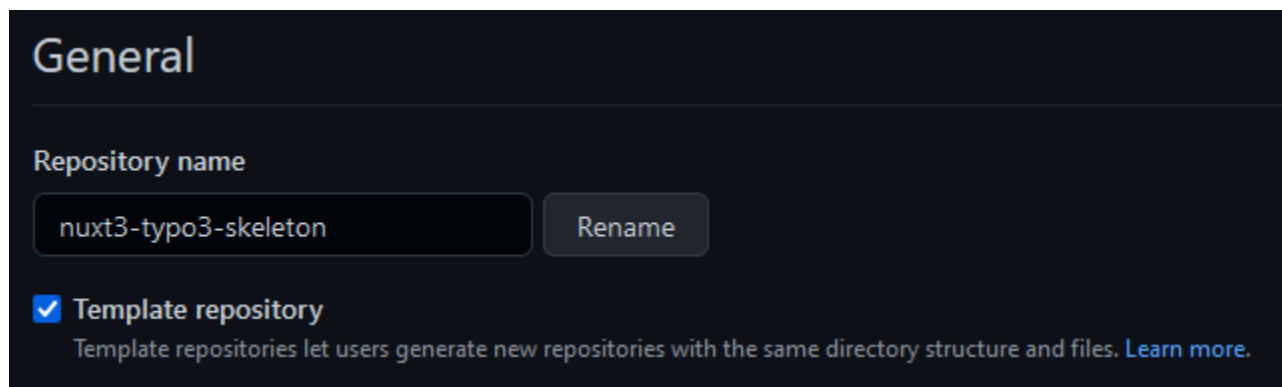 General
Repository name
nuxt3-typo3-skeleton
Rename
Template repository
Template repositories let users generate new repositories with the same directory structure and files. Learn more.